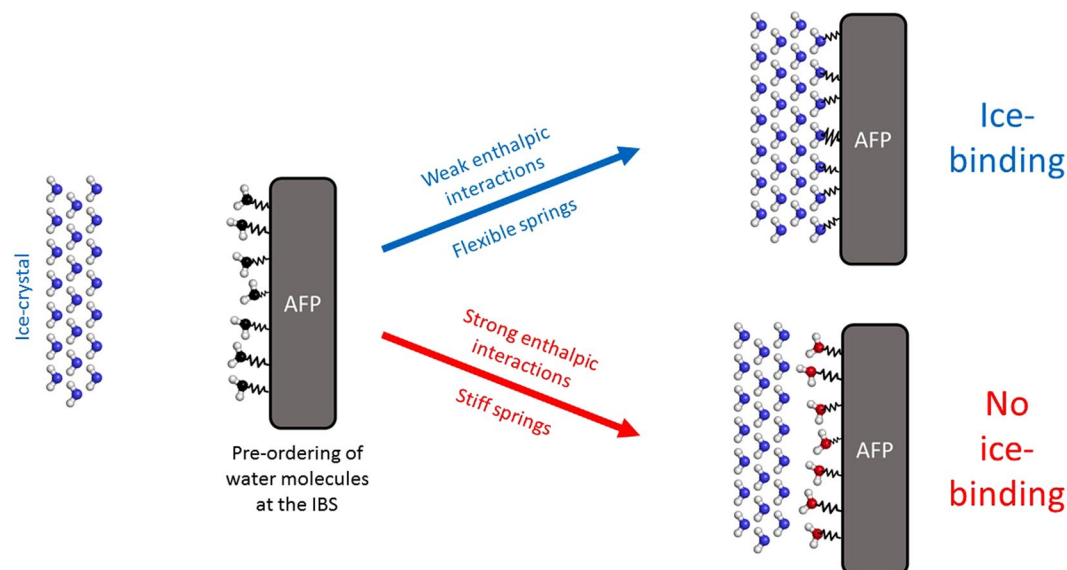 Ice-crystal
AFP
Pre-ordering of
water molecules
at the IBS
Weak enthalpic
interactions
Flexible springs
AFP
Ice-
binding
Strong enthalpic
interactions
Stiff springs
AFP
No
ice-
binding